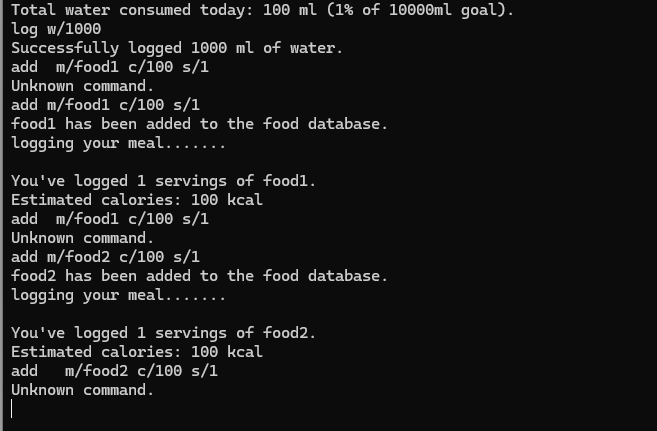 Total water consumed today: 100 ml (1% of 10000ml goal).
log w/1000
Successfully logged 1000 ml of water.
add  m/food1 c/100 s/1
Unknown command.
add m/food1 c/100 s/1
food1 has been added to the food database.
logging your meal.......

You've logged 1 servings of food1.
Estimated calories: 100 kcal
add  m/food1 c/100 s/1
Unknown command.
add m/food2 c/100 s/1
food2 has been added to the food database.
logging your meal.......

You've logged 1 servings of food2.
Estimated calories: 100 kcal
add   m/food2 c/100 s/1
Unknown command.